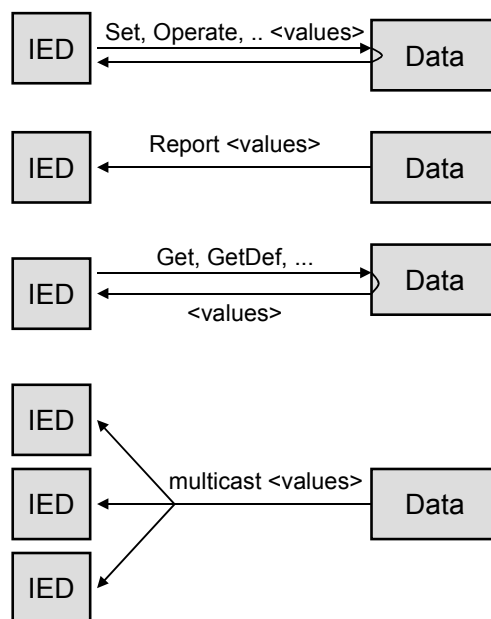 IED
Set, Operate, .. <values>
Data
IED
Report <values>
Data
IED
Get, GetDef, ...
<values>
Data
IED
IED
IED
multicast <values>
Data